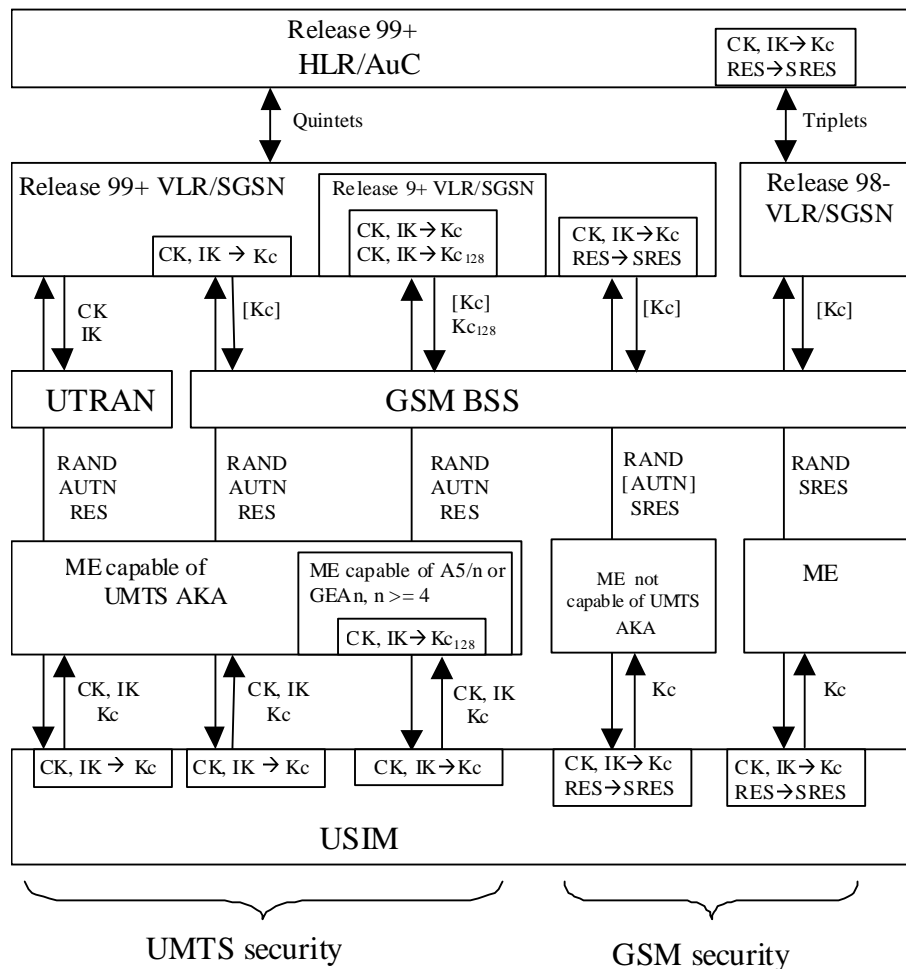 Release 99+
HLR/AuC
CK, IK→ Kc
RES→SRES
Quintets
Triplets
Release 99+ VLR/SGSN
Release 9+ VLR/SGSN
CK, IK→ Kc
CK, IK→ Kc₁₂₈
CK, IK → Kc
CK, IK→ Kc
RES→ SRES
Release 98-
VLR/SGSN
CK
IK
[Kc]
[Kc]
Kc₁₂₈
[Kc]
[Kc]
UTRAN
GSM BSS
RAND
AUTN
RES
RAND
AUTN
RES
RAND
AUTN
RES
RAND
[AUTN]
SRES
RAND
SRES
ME capable of
UMTS AKA
ME capable of A5/n or
GEAn, n >= 4
CK, IK→ Kc₁₂₈
ME not
capable of UMTS
AKA
ME
CK, IK
Kc
CK, IK
Kc
CK, IK
Kc
Kc
Kc
CK, IK → Kc
CK, IK → Kc
CK, IK→Kc
CK, IK→ Kc
RES→SRES
CK, IK→ Kc
RES→SRES
USIM
UMTS security
GSM security